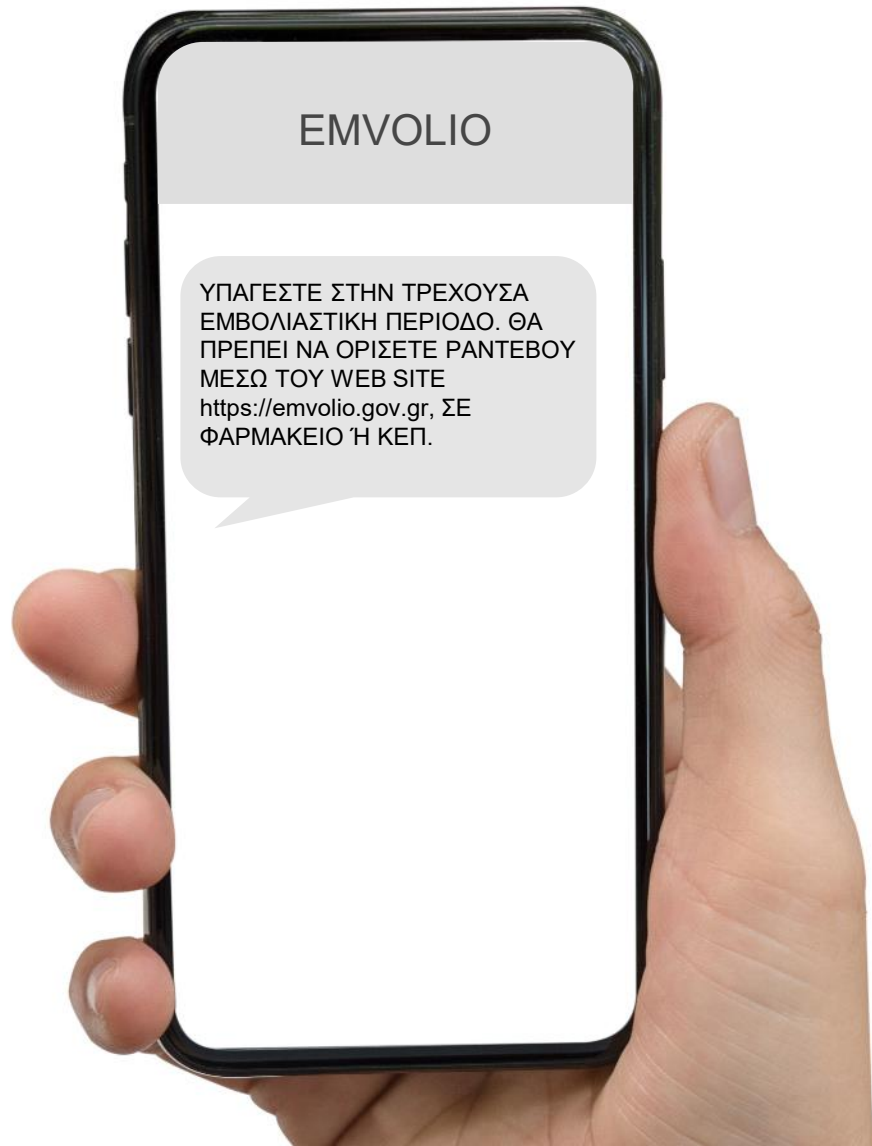 EMVOLIO
ΥΠΑΓΕΣΤΕ ΣΤΗΝ ΤΡΕΧΟΥΣΑ
ΕΜΒΟΛΙΑΣΤΙΚΗ ΠΕΡΙΟΔΟ. ΘΑ
ΠΡΕΠΕΙ ΝΑ ΟΡΙΣΕΤΕ ΡΑΝΤΕΒΟΥ
ΜΕΣΩ ΤΟΥ WEB SITE
https://emvolio.gov.gr, ΣΕ
ΦΑΡΜΑΚΕΙΟ Ή ΚΕΠ.